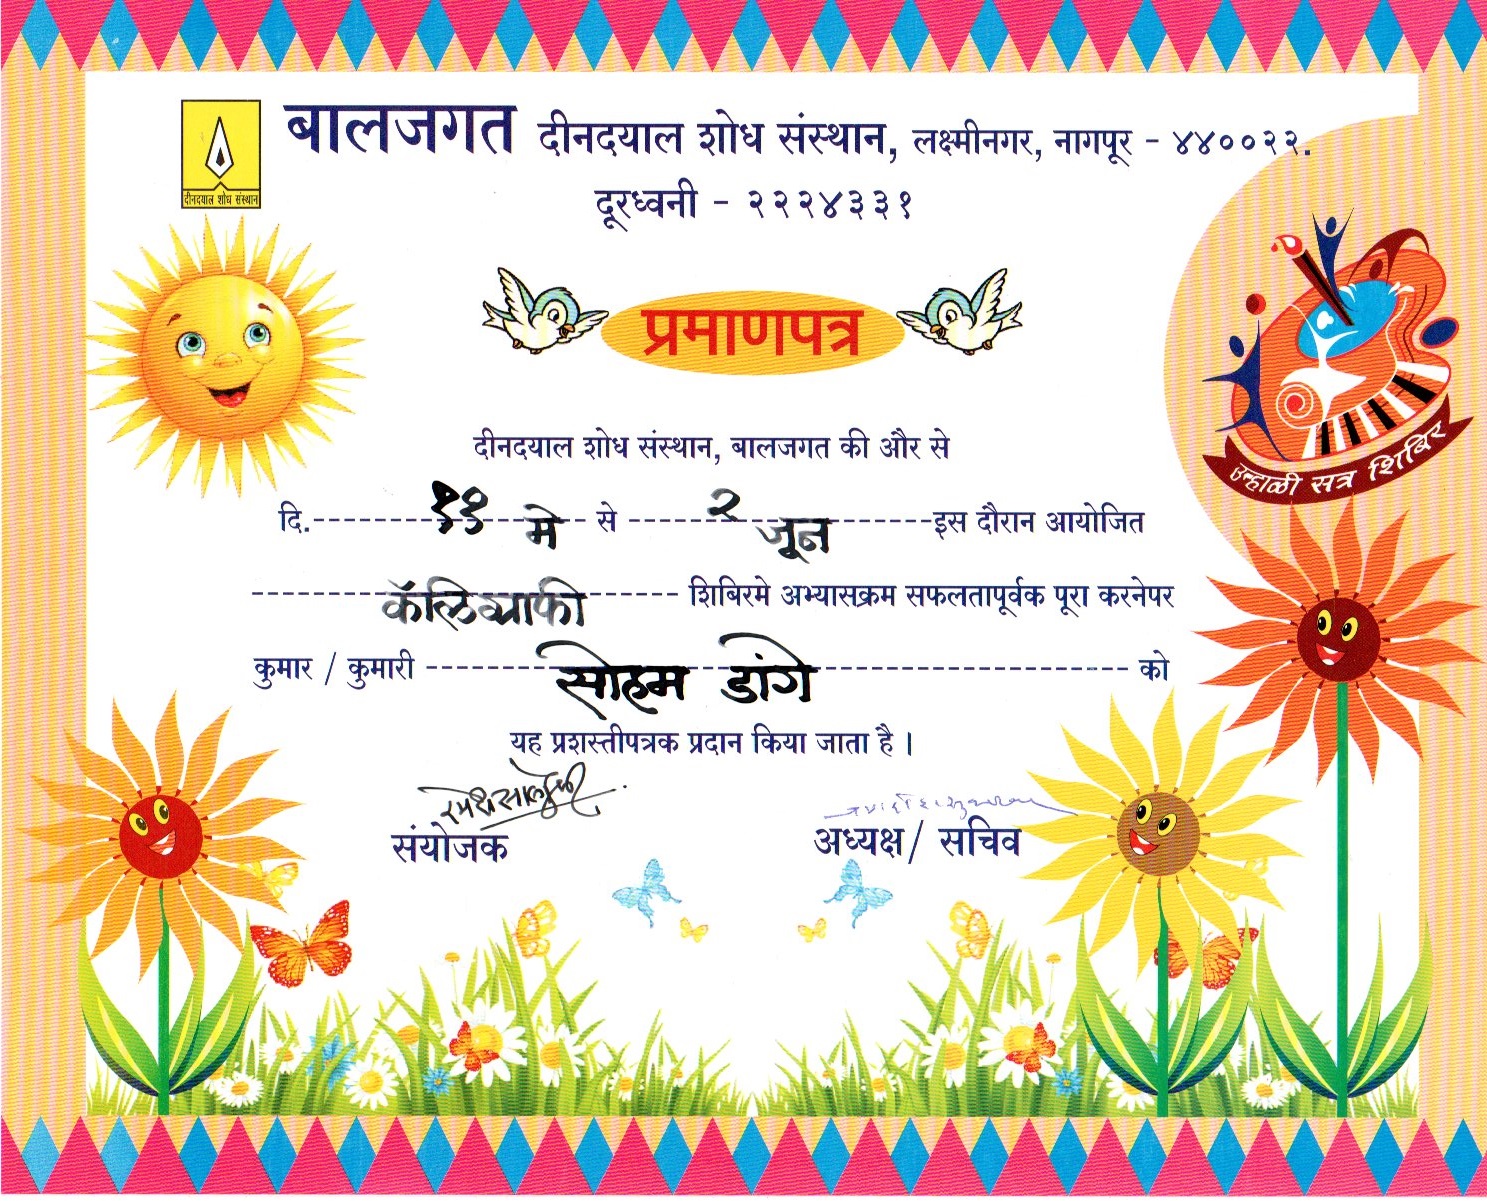 बालजगत दीनदयाल शोध संस्थान, लक्ष्मीनगर, नागपूर - ४४००२२.
दीनदयाल शोध संस्थान
दूरध्वनी - २२२४३३१
प्रमाणपत्र
उन्हाळी सत्र शिबिर
दीनदयाल शोध संस्थान, बालजगत की और से
दि. ११ मे से २ जून इस दौरान आयोजित
कॅलिग्राफी शिबिरमे अभ्यासक्रम सफलतापूर्वक पूरा करनेपर
कुमार / कुमारी सोहम डांगे को
यह प्रशस्तीपत्रक प्रदान किया जाता है ।
संयोजक
अध्यक्ष/ सचिव